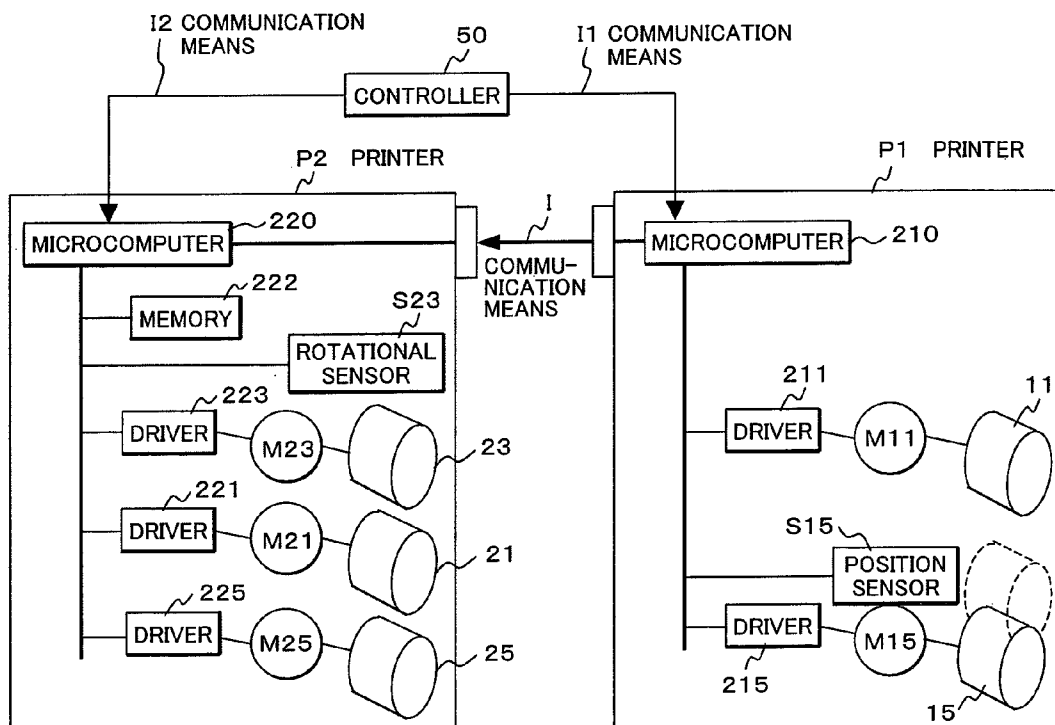 I2 COMMUNICATION
MEANS
50
I1 COMMUNICATION
MEANS
CONTROLLER
P2 PRINTER
P1 PRINTER
MICROCOMPUTER
220
I
MICROCOMPUTER
210
COMMU-
NICATION
MEANS
222
MEMORY
S23
ROTATIONAL
SENSOR
223
DRIVER
M23
23
211
DRIVER
M11
11
221
DRIVER
M21
21
S15
POSITION
SENSOR
225
DRIVER
M25
25
DRIVER
M15
215
15